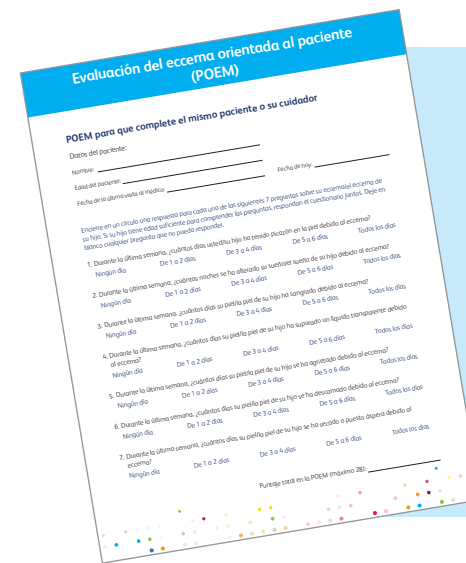 Evaluación del eccema orientada al paciente
(POEM)
POEM para que complete el mismo paciente o su cuidador
Datos del paciente:
Nombre:
Edad del paciente:
Fecha de la última visita al médico:
Fecha de hoy:
Encierre en un círculo una respuesta para cada una de las siguientes 7 preguntas sobre su eccema/el eccema de
su hijo. Si su hijo tiene edad suficiente para comprender las preguntas, respondan el cuestionario juntos. Deje en
blanco cualquier pregunta que no pueda responder.
1. Durante la última semana, ¿cuántos días usted/su hijo ha tenido picazón en la piel debido al eccema?
Ningún día De 1 a 2 días De 3 a 4 días De 5 a 6 días Todos los días
2. Durante la última semana, ¿cuántas noches se ha alterado su sueño/el sueño de su hijo debido al eccema?
Ningún día De 1 a 2 días De 3 a 4 días De 5 a 6 días Todos los días
3. Durante la última semana, ¿cuántos días su piel/la piel de su hijo ha sangrado debido al eccema?
Ningún día De 1 a 2 días De 3 a 4 días De 5 a 6 días Todos los días
4. Durante la última semana, ¿cuántos días su piel/la piel de su hijo ha supurado un líquido transparente debido
al eccema?
Ningún día De 1 a 2 días De 3 a 4 días De 5 a 6 días Todos los días
5. Durante la última semana, ¿cuántos días su piel/la piel de su hijo se ha agrietado debido al eccema?
Ningún día De 1 a 2 días De 3 a 4 días De 5 a 6 días Todos los días
6. Durante la última semana, ¿cuántos días su piel/la piel de su hijo se ha descamado debido al eccema?
Ningún día De 1 a 2 días De 3 a 4 días De 5 a 6 días Todos los días
7. Durante la última semana, ¿cuántos días su piel/la piel de su hijo se ha secado o puesto áspera debido al
eccema?
Ningún día De 1 a 2 días De 3 a 4 días De 5 a 6 días Todos los días
Puntaje total en la POEM (máximo 28):